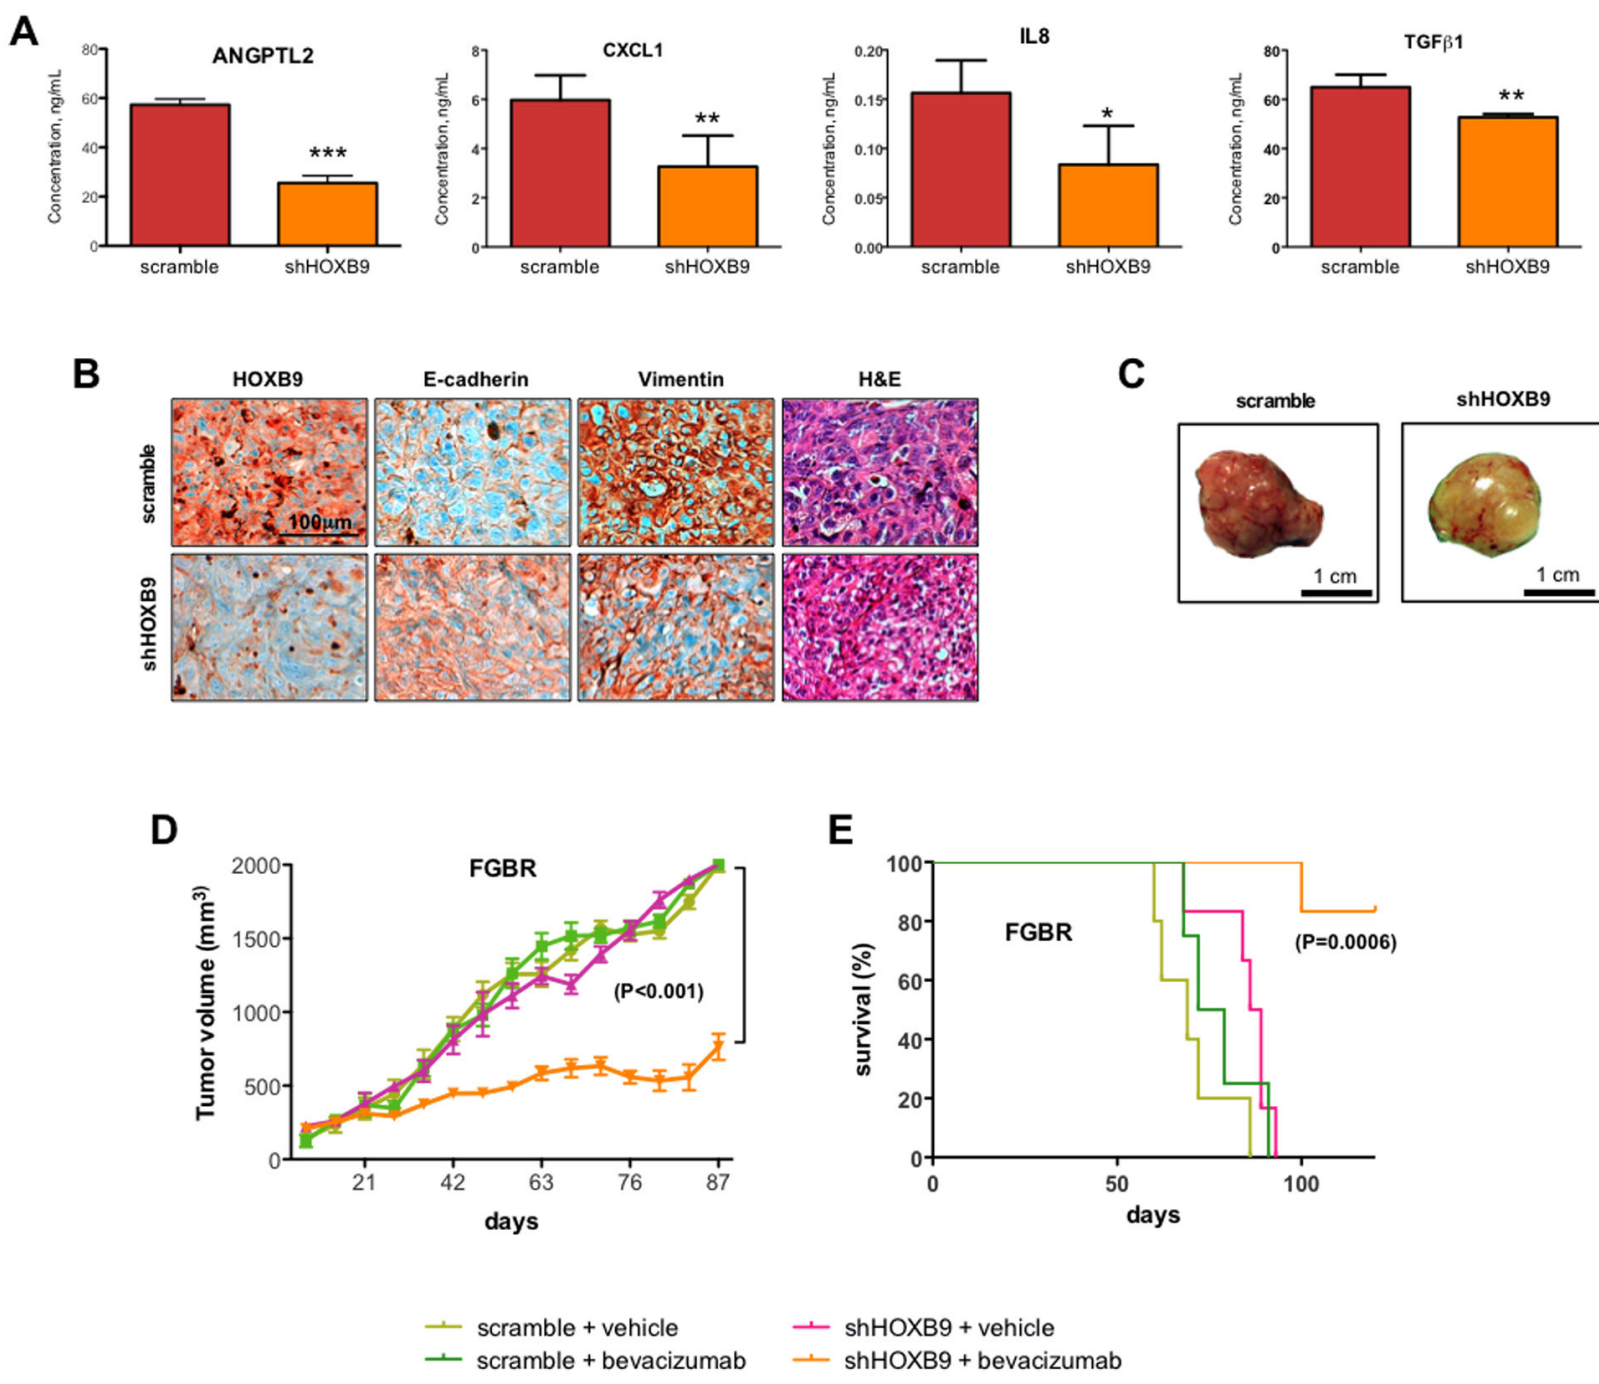 A
ANGPTL2
Concentration, ng/mL
80
60
40
20
0
***
scramble
shHOXB9
CXCL1
Concentration, ng/mL
8
6
4
2
0
**
scramble
shHOXB9
IL8
Concentration, ng/mL
0.20
0.15
0.10
0.05
0.00
*
scramble
shHOXB9
TGFβ1
Concentration, ng/mL
80
60
40
20
0
**
scramble
shHOXB9
B
HOXB9 E-cadherin Vimentin H&E
scramble
100μm
shHOXB9
C
scramble
shHOXB9
1 cm
1 cm
D
FGBR
Tumor volume (mm³)
2000
1500
1000
500
0
(P<0.001)
21 42 63 76 87
days
E
survival (%)
100
80
60
40
20
0
FGBR
(P=0.0006)
0 50 100
days
scramble + vehicle
scramble + bevacizumab
shHOXB9 + vehicle
shHOXB9 + bevacizumab